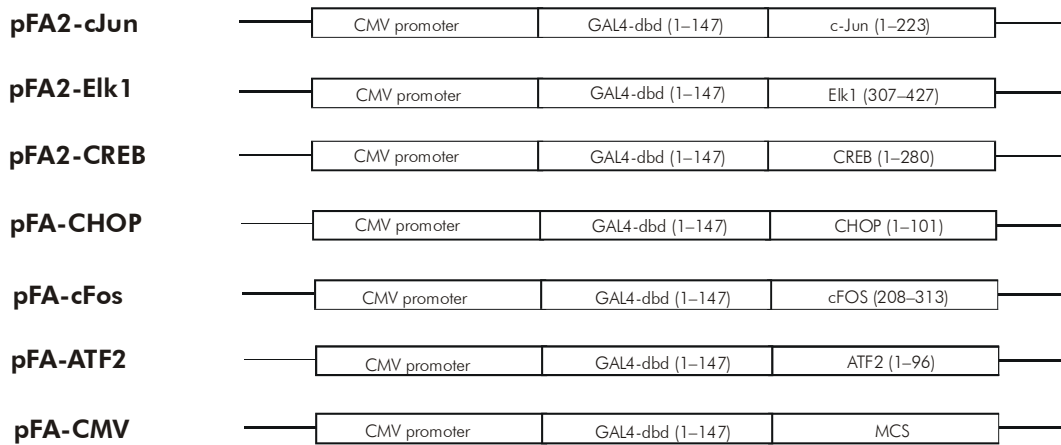 pFA2-cJun CMV promoter GAL4-dbd (1–147) c-Jun (1–223)
pFA2-Elk1 CMV promoter GAL4-dbd (1–147) Elk1 (307–427)
pFA2-CREB CMV promoter GAL4-dbd (1–147) CREB (1–280)
pFA-CHOP CMV promoter GAL4-dbd (1–147) CHOP (1–101)
pFA-cFos CMV promoter GAL4-dbd (1–147) cFOS (208–313)
pFA-ATF2 CMV promoter GAL4-dbd (1–147) ATF2 (1–96)
pFA-CMV CMV promoter GAL4-dbd (1–147) MCS